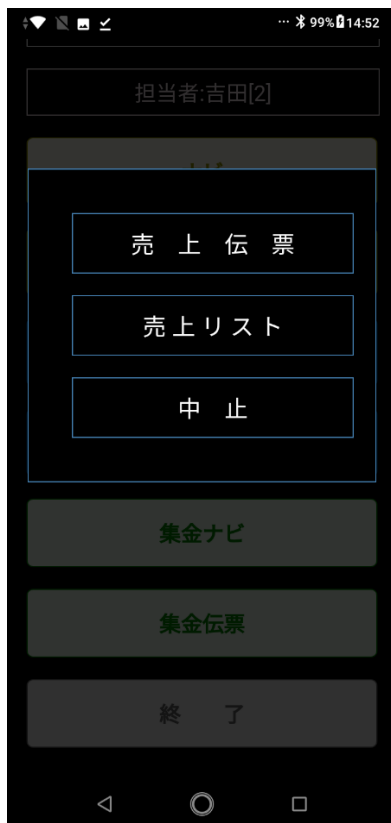 … 99% 14:52
担当者:吉田[2]
売 上 伝 票
売上リスト
中 止
集金ナビ
集金伝票
終 了